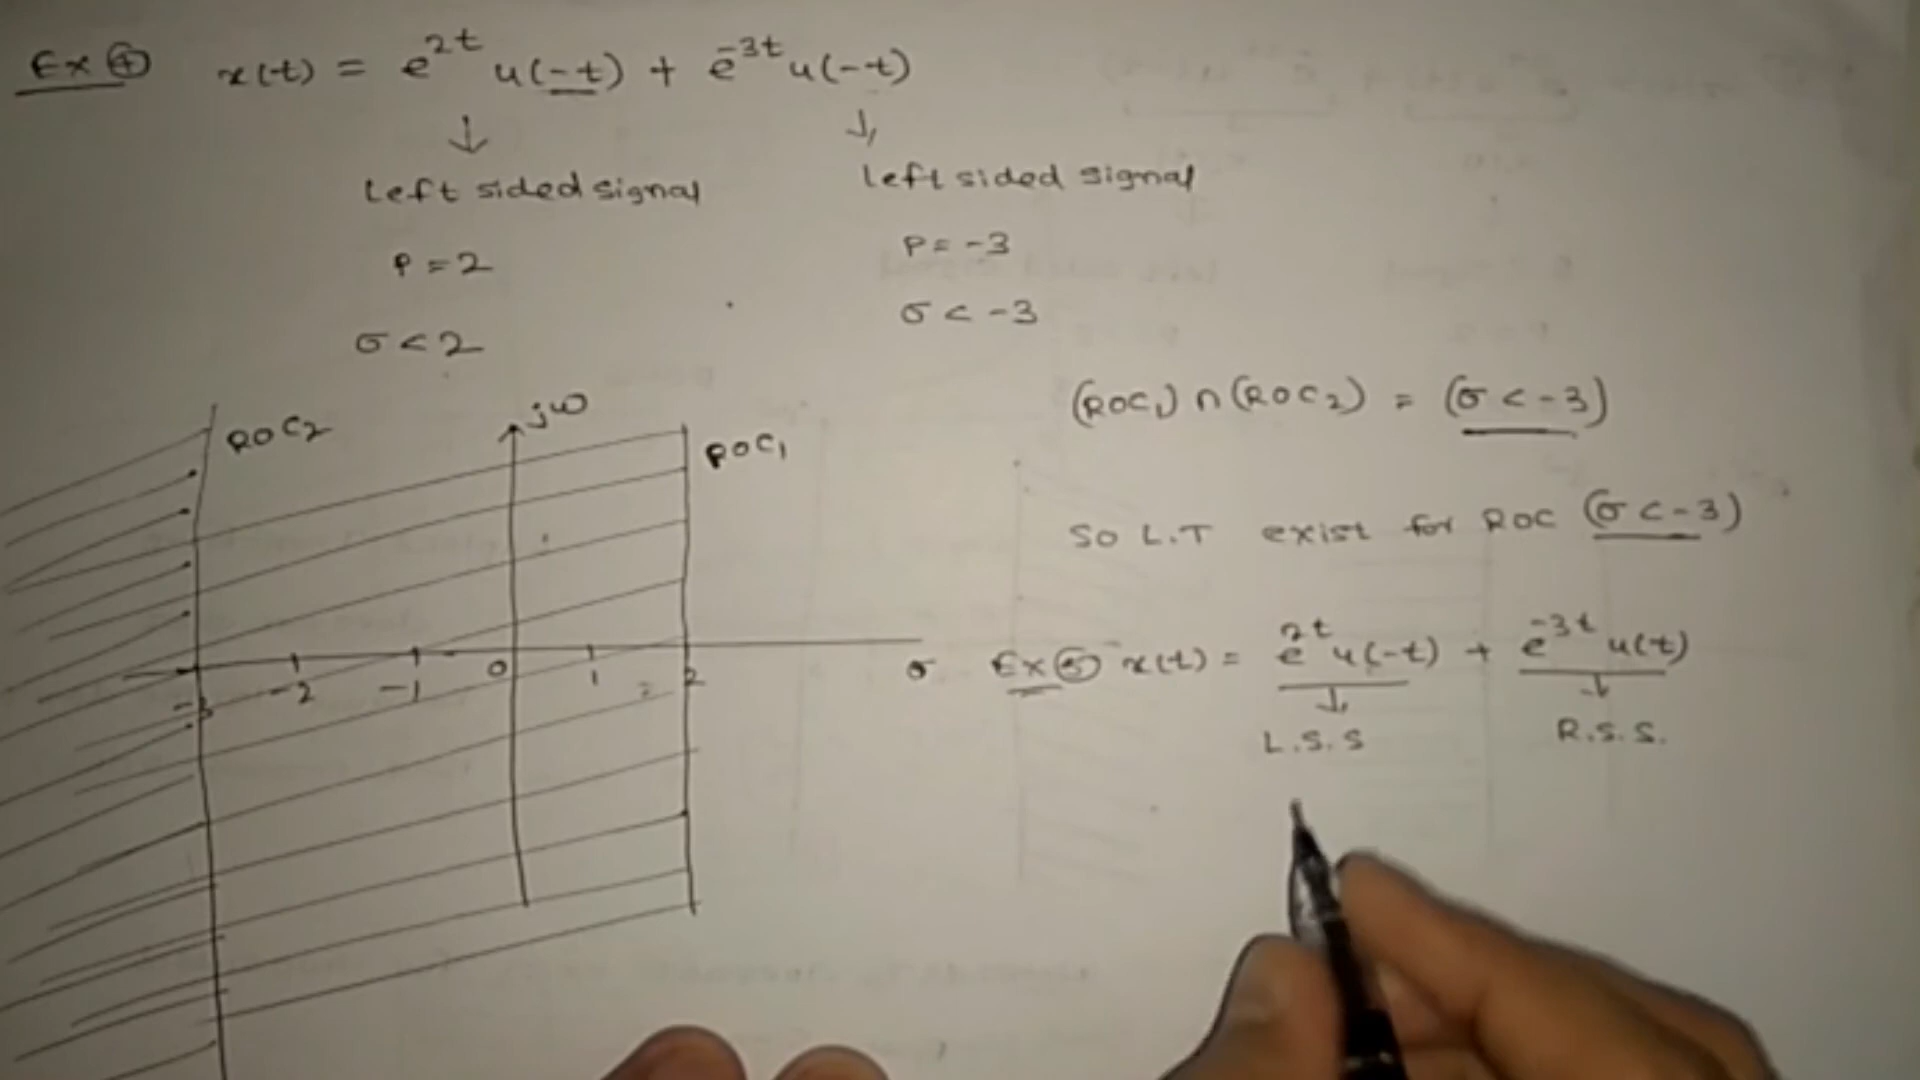 Ex ④ x(t) = e^{2t} u(-t) + e^{-3t} u(-t)
↓ ↓
Left sided signal
left sided signal
P = 2
P = -3
σ < 2
σ < -3
(ROC₁) ∩ (ROC₂) = (σ < -3)
So L.T exist for ROC (σ < -3)
ROC₂
jω
ROC₁
-3 -2 -1 0 1 2 σ
Ex ⑤ x(t) = e^{2t} u(-t) + e^{-3t} u(t)
↓ ↓
L.S.S R.S.S.